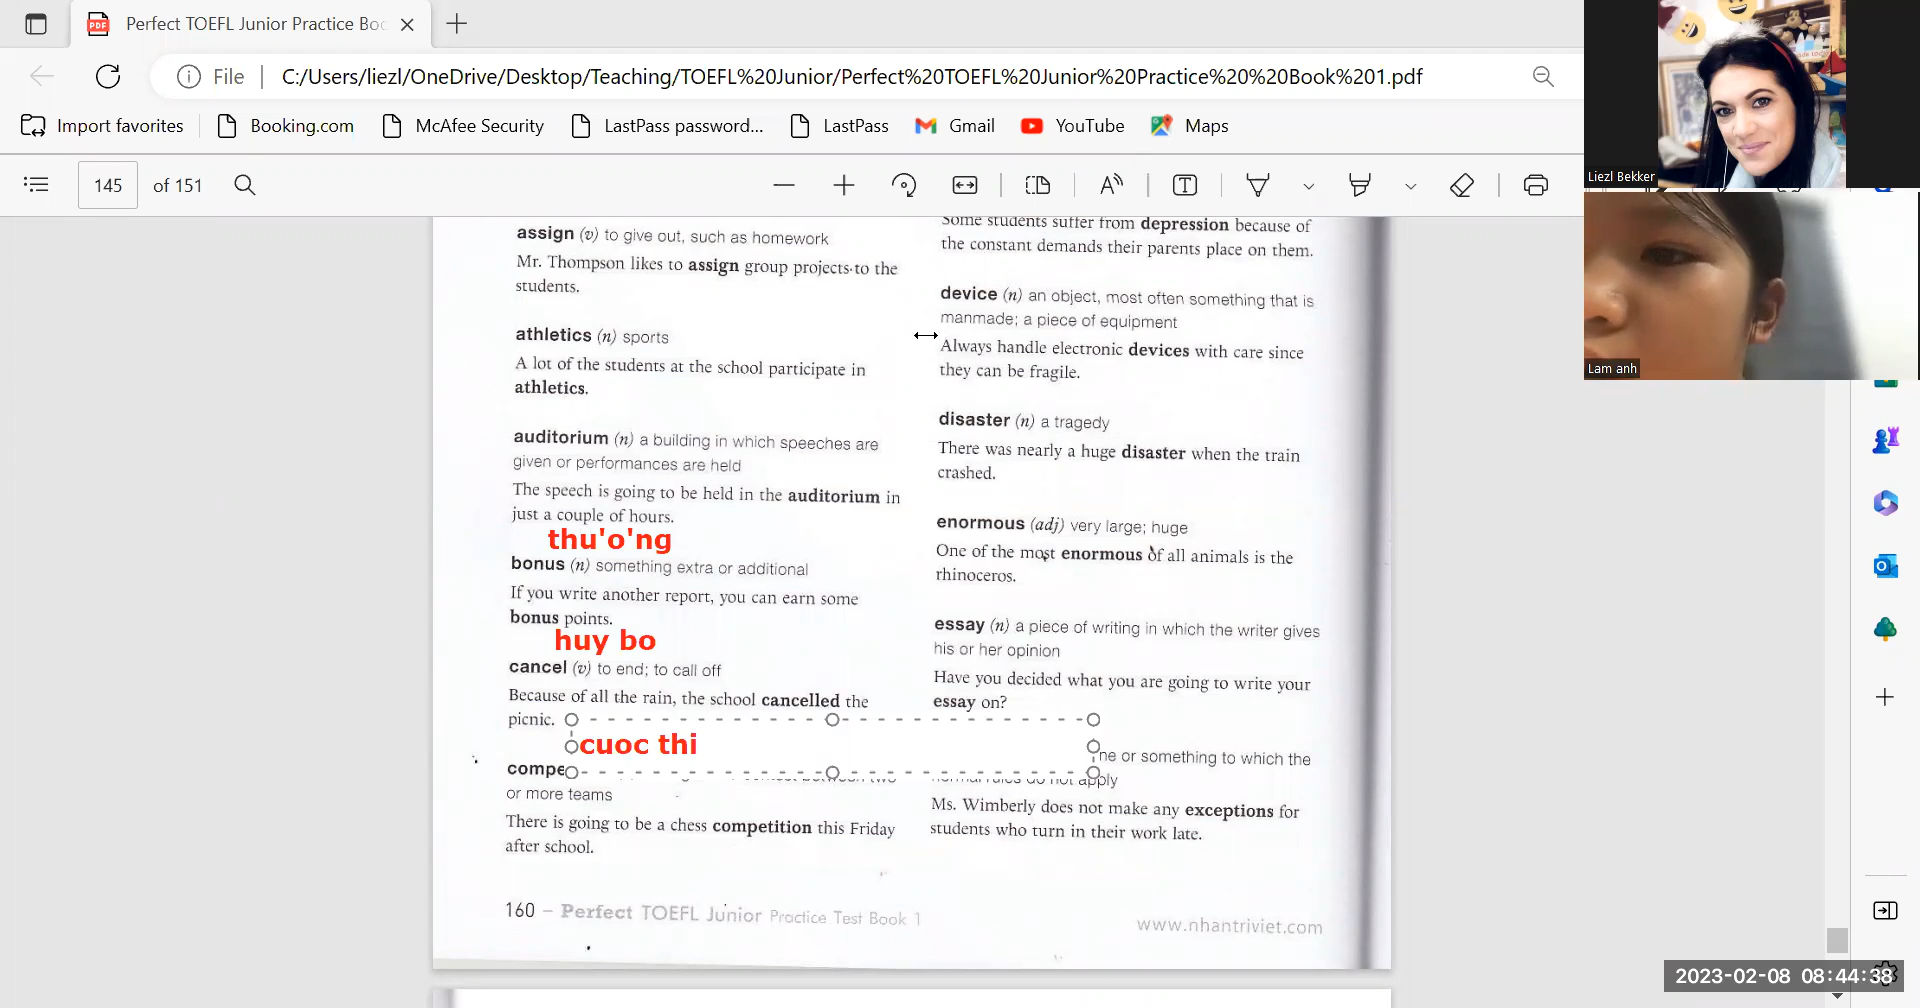 Perfect TOEFL Junior Practice Boo
File
C:/Users/liezl/OneDrive/Desktop/Teaching/TOEFL%20Junior/Perfect%20TOEFL%20Junior%20Practice%20%20Book%201.pdf
Import favorites
Booking.com
McAfee Security
LastPass password...
LastPass
Gmail
YouTube
Maps
145 of 151
Liezl Bekker
Lam anh
assign (v) to give out, such as homework
Mr. Thompson likes to assign group projects to the
students.
athletics (n) sports
A lot of the students at the school participate in
athletics.
auditorium (n) a building in which speeches are
given or performances are held
The speech is going to be held in the auditorium in
just a couple of hours.
thu'o'ng
bonus (n) something extra or additional
If you write another report, you can earn some
bonus points.
huy bo
cancel (v) to end; to call off
Because of all the rain, the school cancelled the
picnic.
cuoc thi
compe
or more teams
There is going to be a chess competition this Friday
after school.
Some students suffer from depression because of
the constant demands their parents place on them.
device (n) an object, most often something that is
manmade; a piece of equipment
Always handle electronic devices with care since
they can be fragile.
disaster (n) a tragedy
There was nearly a huge disaster when the train
crashed.
enormous (adj) very large; huge
One of the most enormous of all animals is the
rhinoceros.
essay (n) a piece of writing in which the writer gives
his or her opinion
Have you decided what you are going to write your
essay on?
ne or something to which the
normal rules do not apply
Ms. Wimberly does not make any exceptions for
students who turn in their work late.
160 – Perfect TOEFL Junior Practice Test Book 1
www.nhantriviet.com
2023-02-08 08:44:38